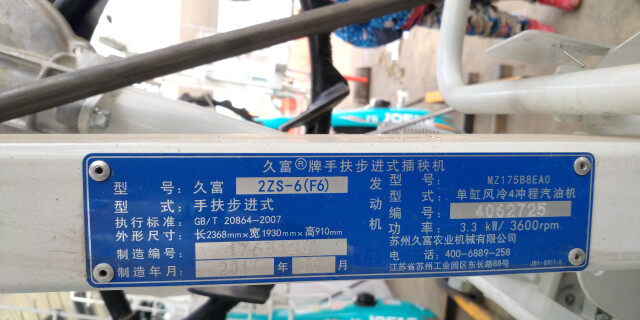 久富®牌手扶步进式插秧机
型号：久富 2ZS-6(F6)
型式：手扶步进式
执行标准：GB/T 20864-2007
外形尺寸：长2368mm×宽1930mm×高910mm
制造编号：
制造年月： 年 月
发动机
型号：MZ175B8EA0
单缸风冷4冲程汽油机
编号：4032725
功率：3.3 kW/ 3600rpm
苏州久富农业机械有限公司
电话：400-6889-258
江苏省苏州工业园区东长路88号